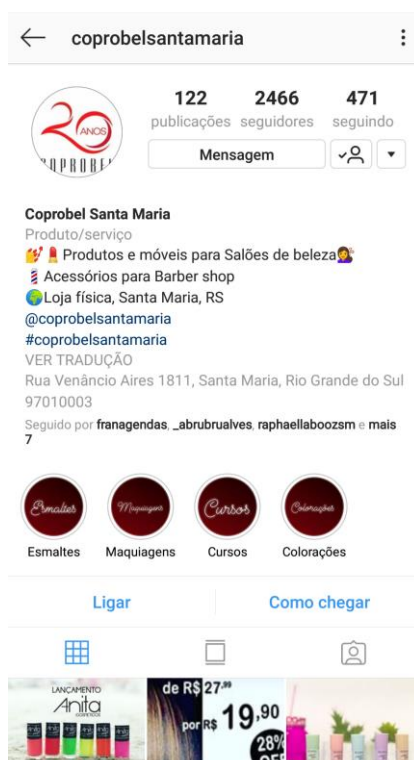 coprobelsantamaria
20
ANOS
COPROBEL
122 2466 471
publicações seguidores seguindo
Mensagem
Coprobel Santa Maria
Produto/serviço
Produtos e móveis para Salões de beleza
Acessórios para Barber shop
Loja física, Santa Maria, RS
@coprobelsantamaria
#coprobelsantamaria
VER TRADUÇÃO
Rua Venâncio Aires 1811, Santa Maria, Rio Grande do Sul
97010003
Seguido por franagendas, _abrubrualves, raphaellaboozsm e mais
7
Esmaltes Maquiagens Cursos Colorações
Esmaltes Maquiagens Cursos Colorações
Ligar Como chegar
LANÇAMENTO
Anita
de R$ 27,99
por R$ 19,90
28%
OFF